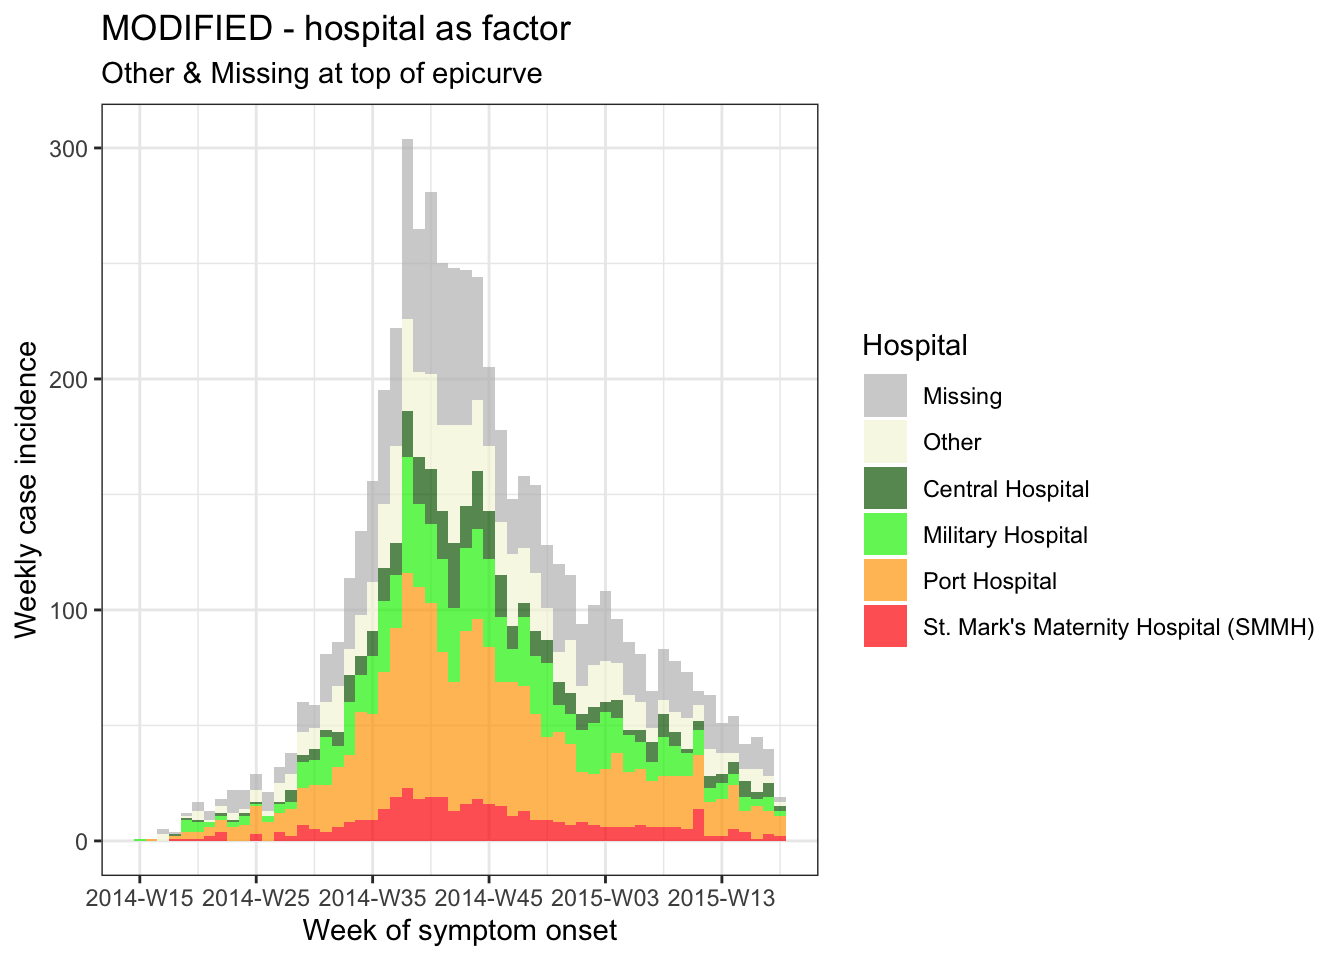 MODIFIED - hospital as factor
Other & Missing at top of epicurve
300
200
100
0
Weekly case incidence
2014-W15 2014-W25 2014-W35 2014-W45 2015-W03 2015-W13
Week of symptom onset
Hospital
Missing
Other
Central Hospital
Military Hospital
Port Hospital
St. Mark's Maternity Hospital (SMMH)